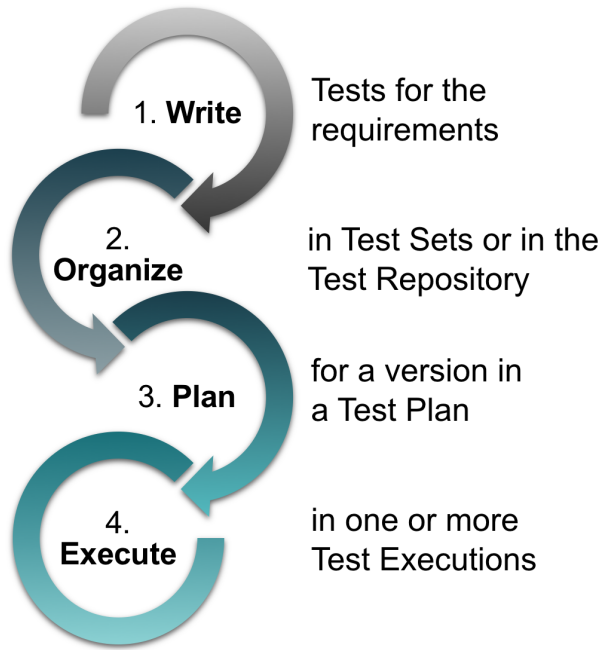 1. Write
Tests for the
requirements
2.
Organize
in Test Sets or in the
Test Repository
3. Plan
for a version in
a Test Plan
4.
Execute
in one or more
Test Executions